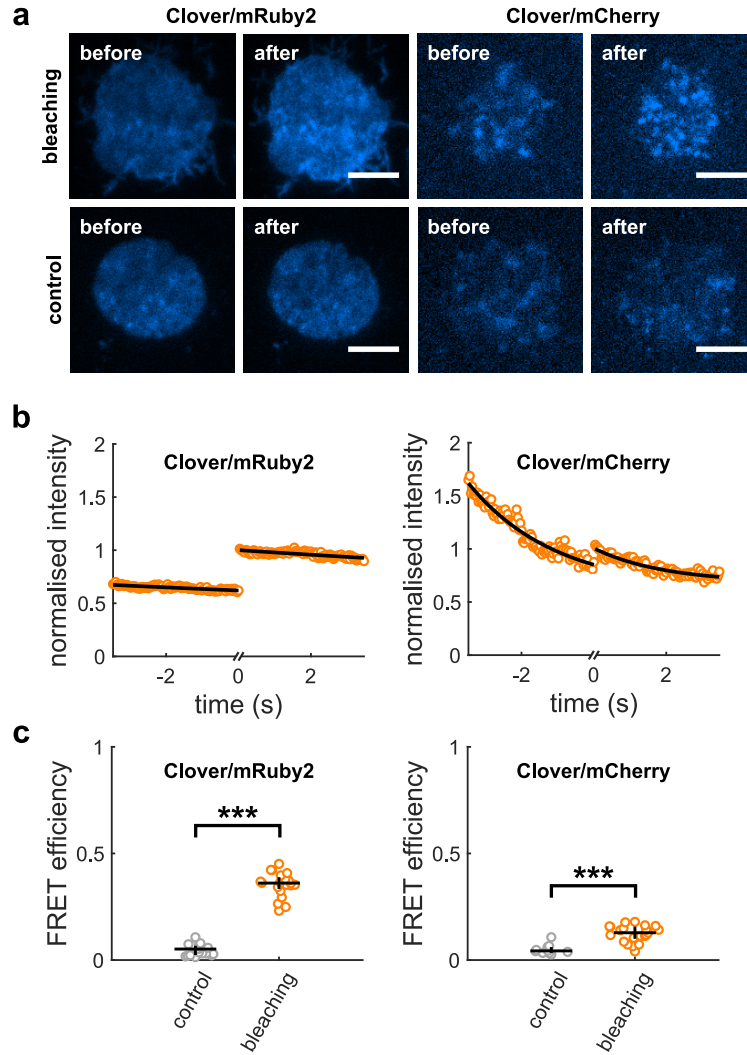 a
Clover/mRuby2 Clover/mCherry
bleaching
before after before after
control
before after before after
b
Clover/mRuby2
normalised intensity
2
1.5
1
0.5
0
-2 0 2
time (s)
Clover/mCherry
normalised intensity
2
1.5
1
0.5
0
-2 0 2
time (s)
c
Clover/mRuby2
FRET efficiency
1
0.5
0
***
control
bleaching
Clover/mCherry
FRET efficiency
1
0.5
0
***
control
bleaching